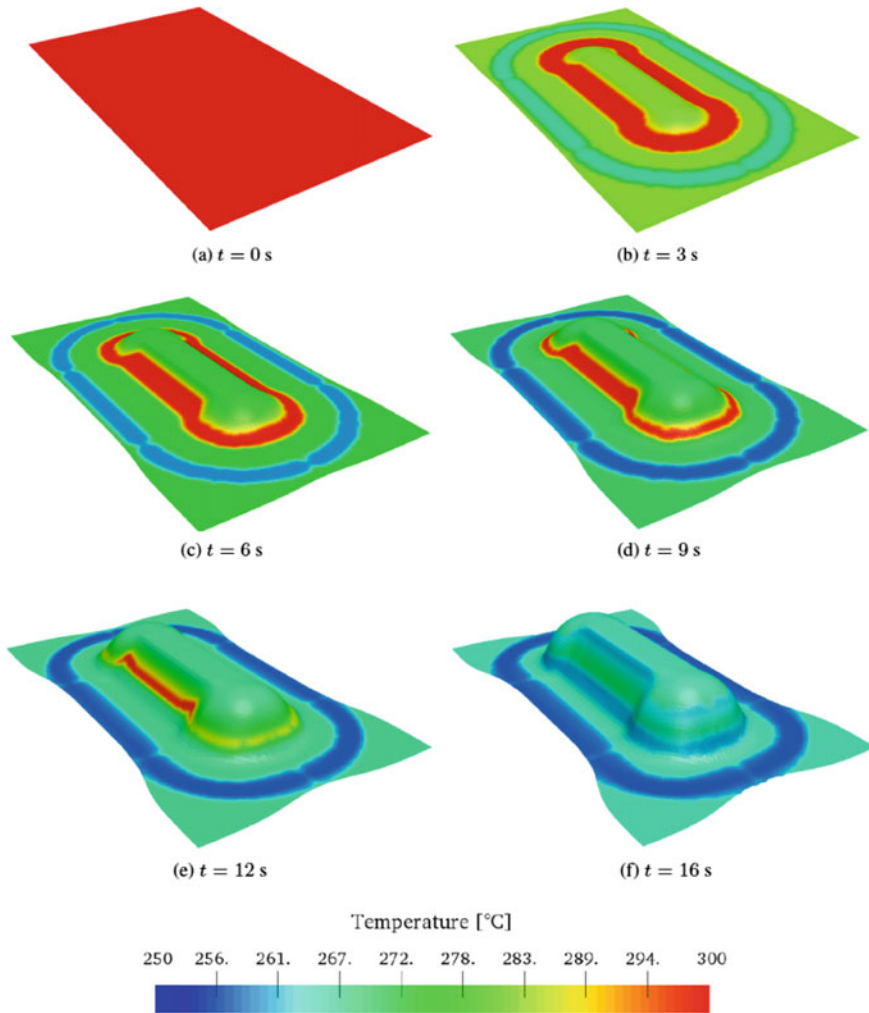 (a) t = 0 s
(b) t = 3 s
(c) t = 6 s
(d) t = 9 s
(e) t = 12 s
(f) t = 16 s
Temperature [°C]
250 256. 261. 267. 272. 278. 283. 289. 294. 300